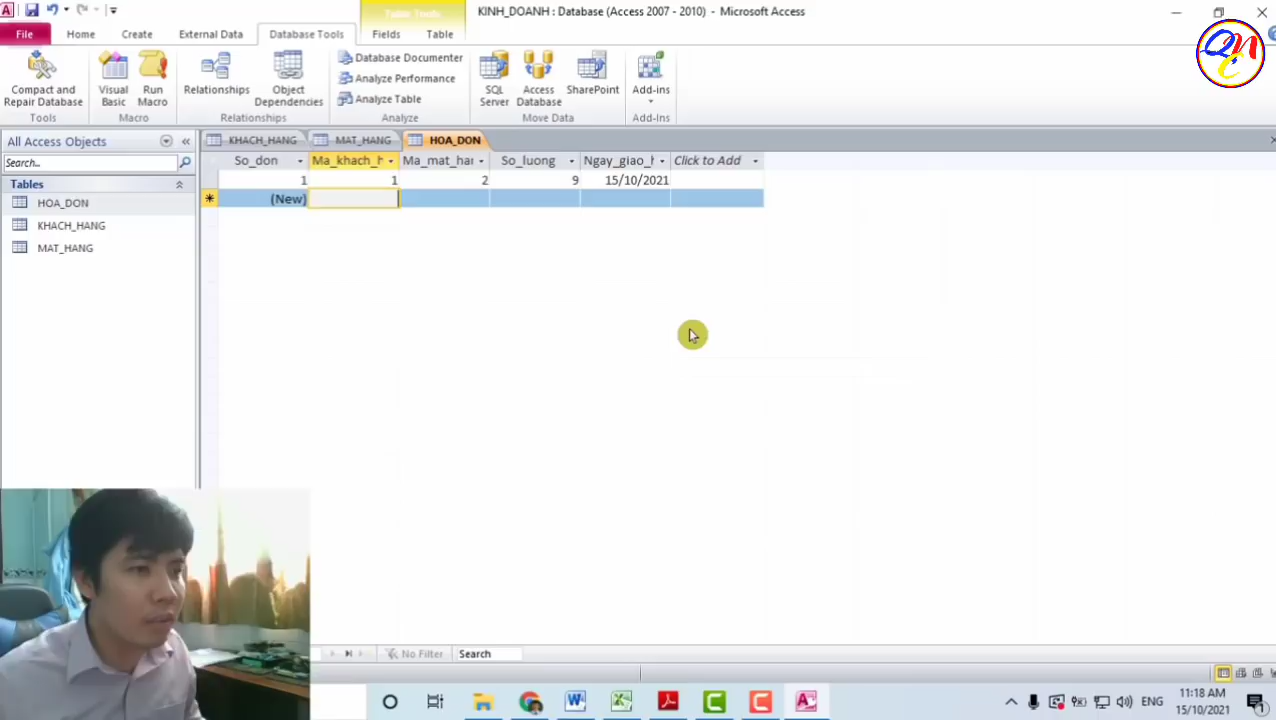 KINH_DOANH : Database (Access 2007 - 2010) - Microsoft Access
Table Tools
File Home Create External Data Database Tools Fields Table
Compact and Repair Database
Visual Basic
Run Macro
Relationships
Object Dependencies
Database Documenter
Analyze Performance
Analyze Table
SQL Server
Access Database
SharePoint
Add-ins
Tools Macro Relationships Analyze Move Data Add-Ins
All Access Objects
Search...
Tables
HOA_DON
KHACH_HANG
MAT_HANG
KHACH_HANG MAT_HANG HOA_DON
So_don Ma_khach_h Ma_mat_har So_luong Ngay_giao_h Click to Add
1 1 2 9 15/10/2021
(New)
No Filter Search
ENG
11:18 AM
15/10/2021